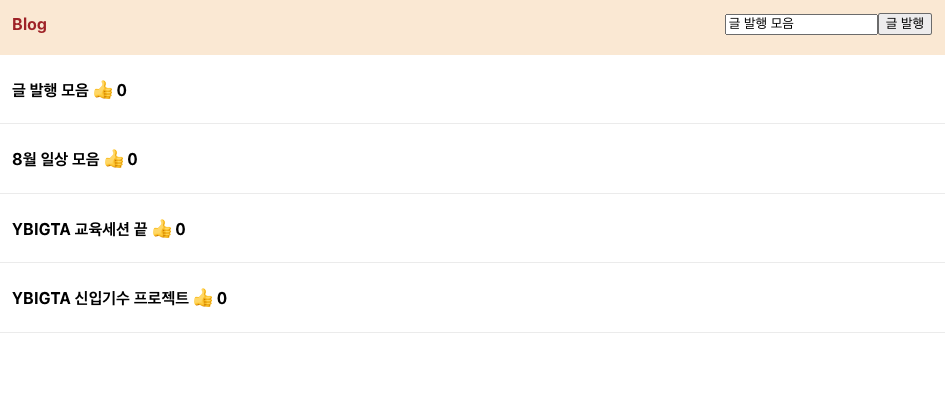 Blog
글 발행 모음 글 발행
글 발행 모음 👍 0
8월 일상 모음 👍 0
YBIGTA 교육세션 끝 👍 0
YBIGTA 신입기수 프로젝트 👍 0